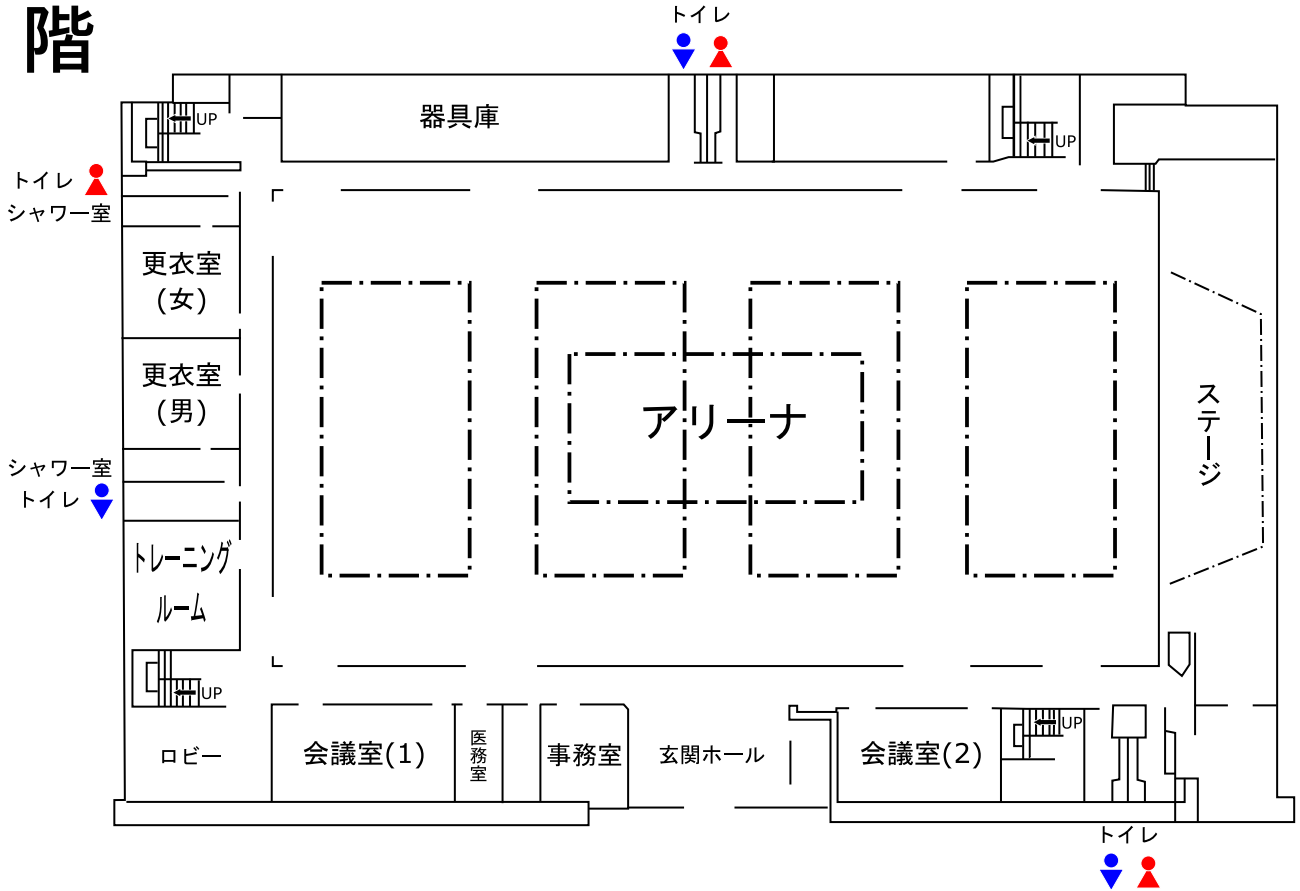 階
トイレ
器具庫
UP
UP
トイレ
シャワー室
更衣室
(女)
更衣室
(男)
アリーナ
ステージ
シャワー室
トイレ
トレーニング
ルーム
UP
UP
ロビー
会議室(1)
医務室
事務室
玄関ホール
会議室(2)
トイレ